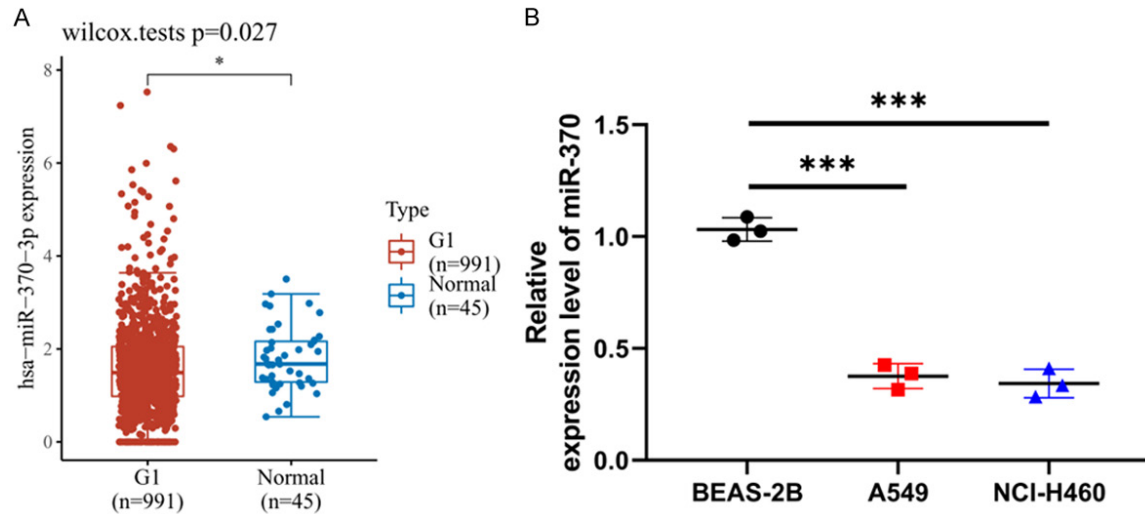 A
wilcox.tests p=0.027
*
8
6
4
2
0
hsa-miR-370-3p expression
G1
(n=991)
Normal
(n=45)
Type
G1
(n=991)
Normal
(n=45)
B
***
***
1.5
1.0
0.5
0.0
Relative
expression level of miR-370
BEAS-2B A549 NCI-H460